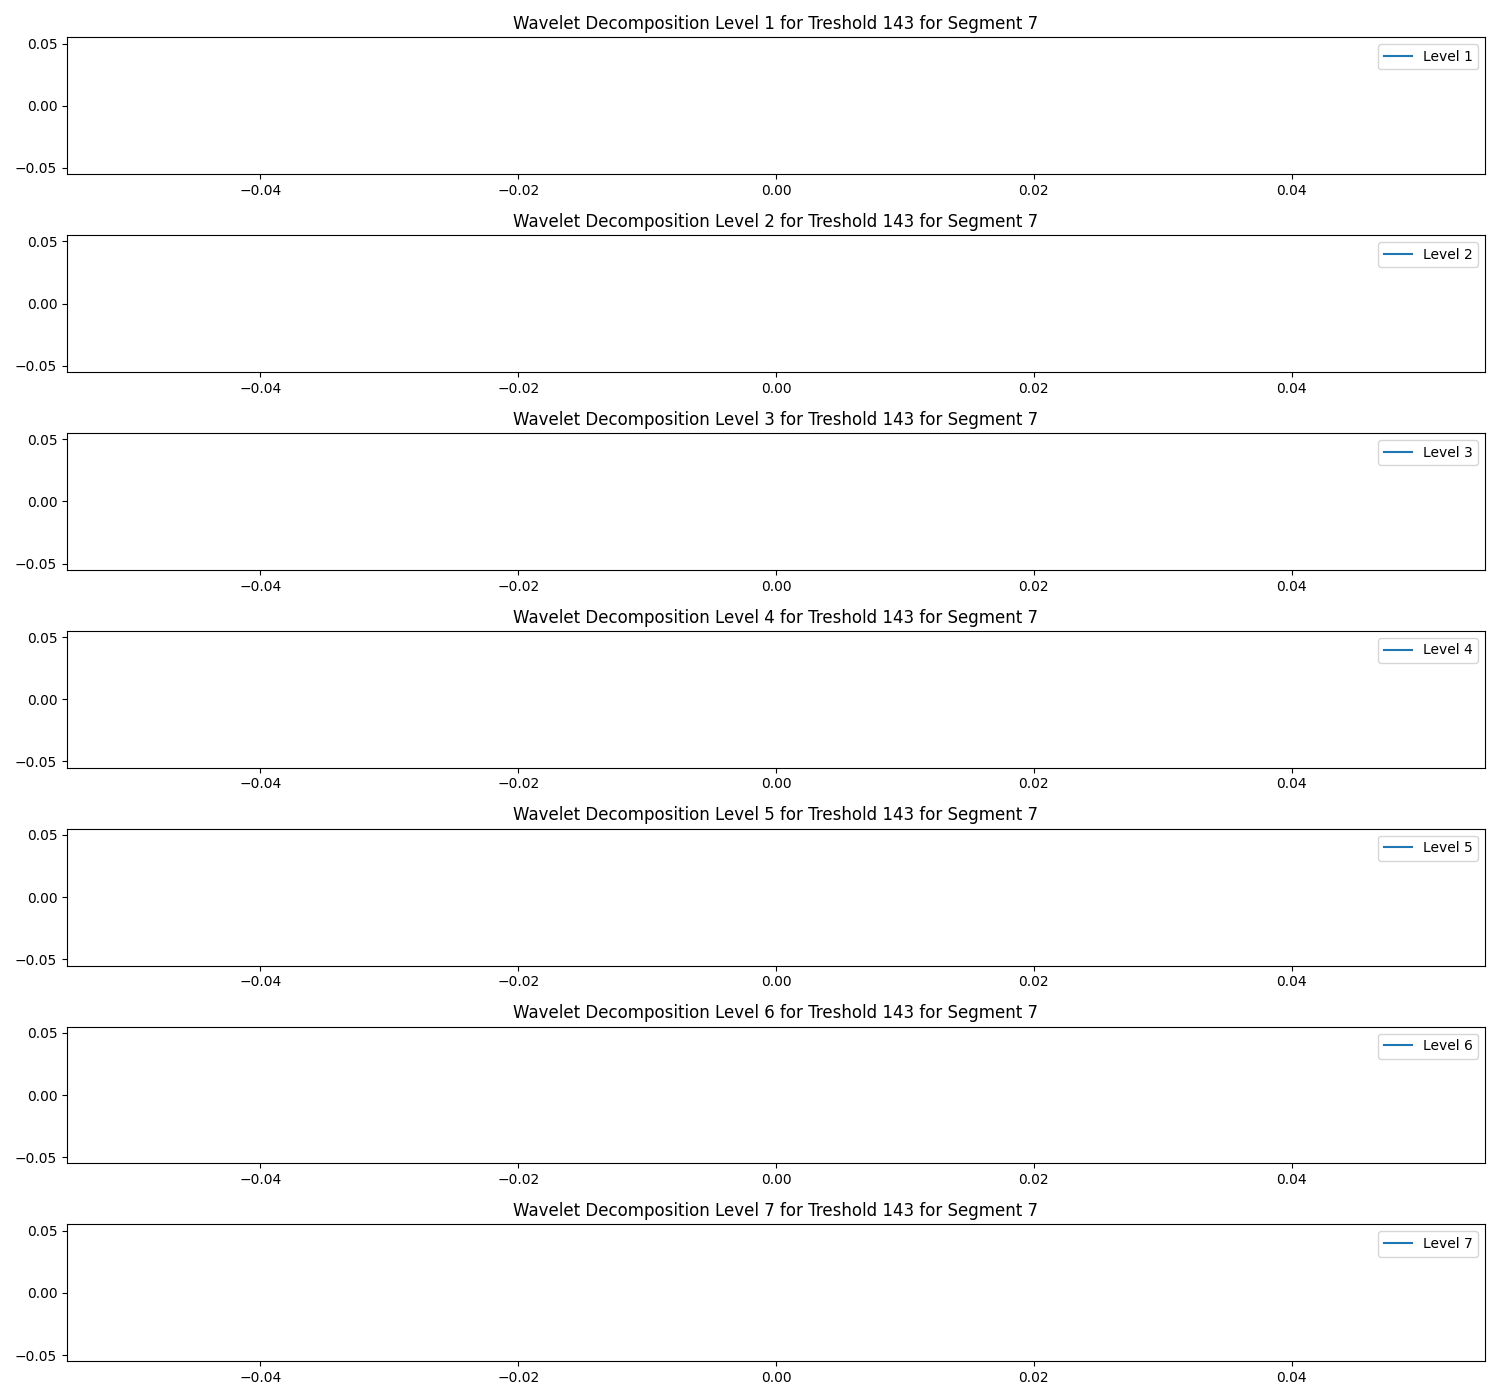 Wavelet Decomposition Level 1 for Treshold 143 for Segment 7
0.05
Level 1
0.00
−0.05
−0.04 −0.02 0.00 0.02 0.04
Wavelet Decomposition Level 2 for Treshold 143 for Segment 7
0.05
Level 2
0.00
−0.05
−0.04 −0.02 0.00 0.02 0.04
Wavelet Decomposition Level 3 for Treshold 143 for Segment 7
0.05
Level 3
0.00
−0.05
−0.04 −0.02 0.00 0.02 0.04
Wavelet Decomposition Level 4 for Treshold 143 for Segment 7
0.05
Level 4
0.00
−0.05
−0.04 −0.02 0.00 0.02 0.04
Wavelet Decomposition Level 5 for Treshold 143 for Segment 7
0.05
Level 5
0.00
−0.05
−0.04 −0.02 0.00 0.02 0.04
Wavelet Decomposition Level 6 for Treshold 143 for Segment 7
0.05
Level 6
0.00
−0.05
−0.04 −0.02 0.00 0.02 0.04
Wavelet Decomposition Level 7 for Treshold 143 for Segment 7
0.05
Level 7
0.00
−0.05
−0.04 −0.02 0.00 0.02 0.04